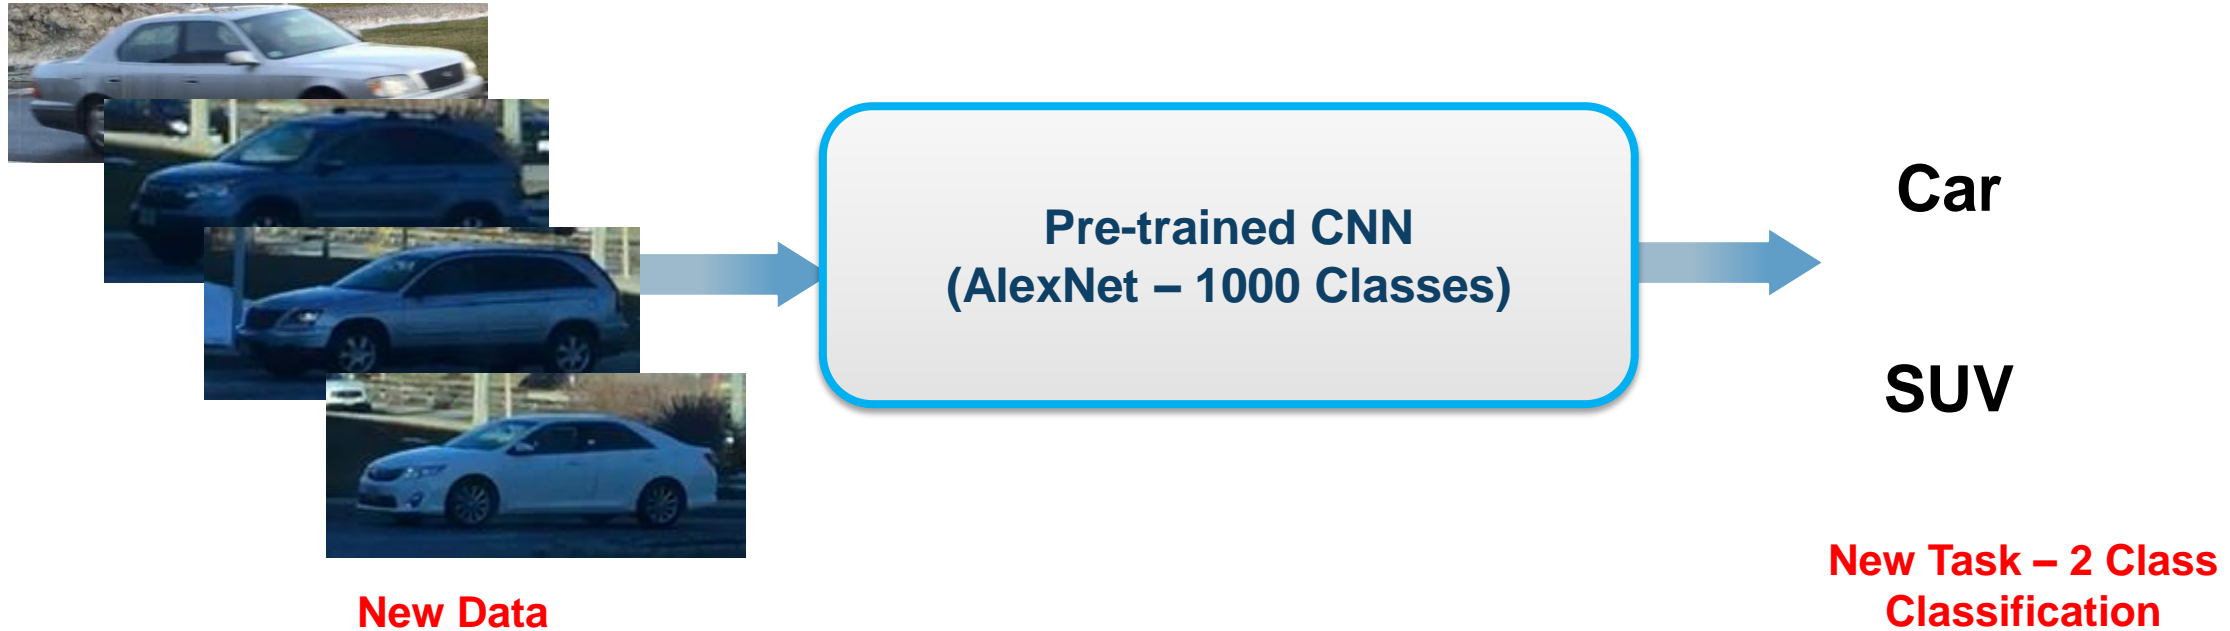 Pre-trained CNN
(AlexNet – 1000 Classes)
Car
SUV
New Data
New Task – 2 Class
Classification